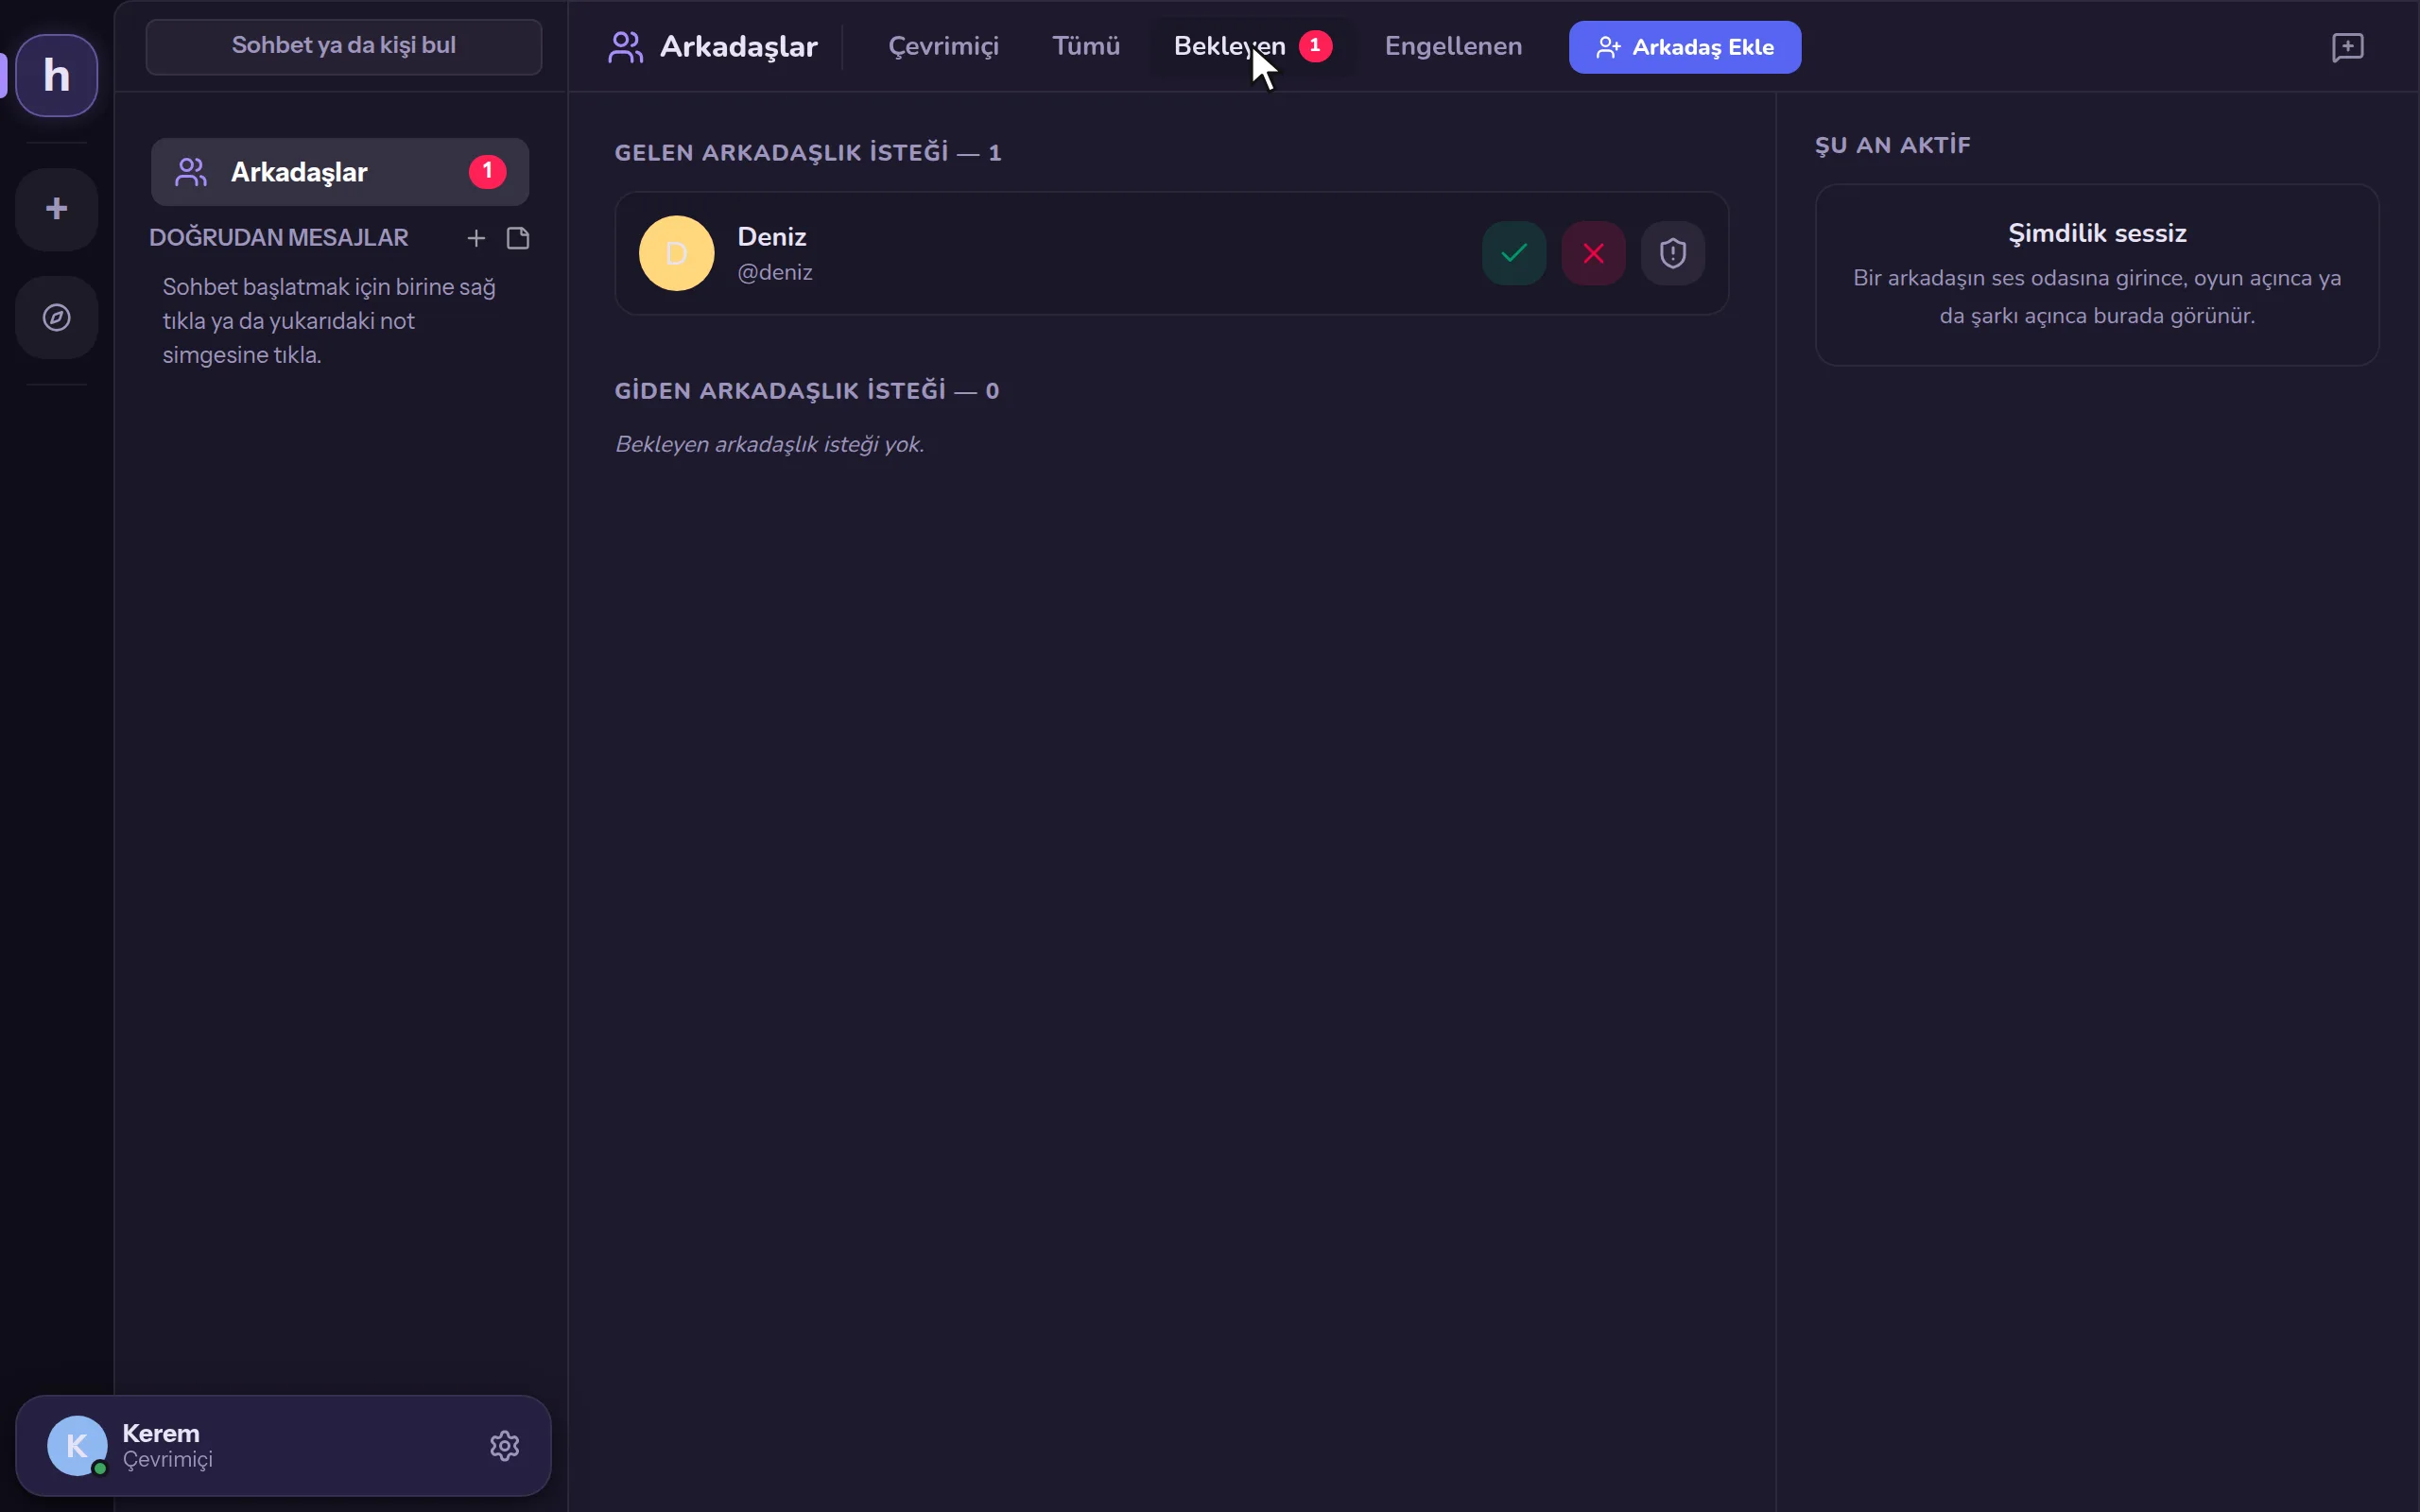 h
Sohbet ya da kişi bul
Arkadaşlar
1
DOĞRUDAN MESAJLAR
Sohbet başlatmak için birine sağ
tıkla ya da yukarıdaki not
simgesine tıkla.
K
Kerem
Çevrimiçi
Arkadaşlar
Çevrimiçi
Tümü
Bekleyen
1
Engellenen
Arkadaş Ekle
GELEN ARKADAŞLIK İSTEĞİ — 1
D
Deniz
@deniz
GİDEN ARKADAŞLIK İSTEĞİ — 0
Bekleyen arkadaşlık isteği yok.
ŞU AN AKTİF
Şimdilik sessiz
Bir arkadaşın ses odasına girince, oyun açınca ya
da şarkı açınca burada görünür.